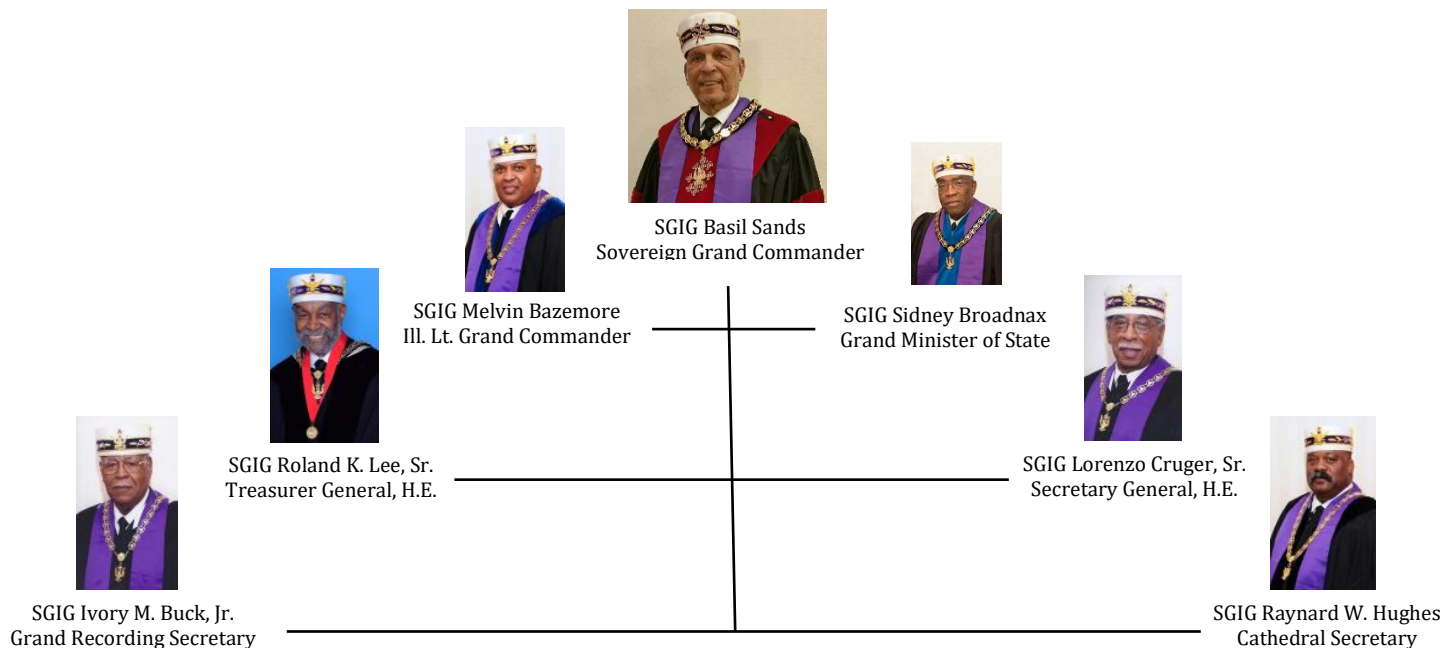 SGIG Basil Sands
Sovereign Grand Commander
SGIG Melvin Bazemore
Ill. Lt. Grand Commander
SGIG Sidney Broadnax
Grand Minister of State
SGIG Roland K. Lee, Sr.
Treasurer General, H.E.
SGIG Lorenzo Cruger, Sr.
Secretary General, H.E.
SGIG Ivory M. Buck, Jr.
Grand Recording Secretary
SGIG Raynard W. Hughes
Cathedral Secretary